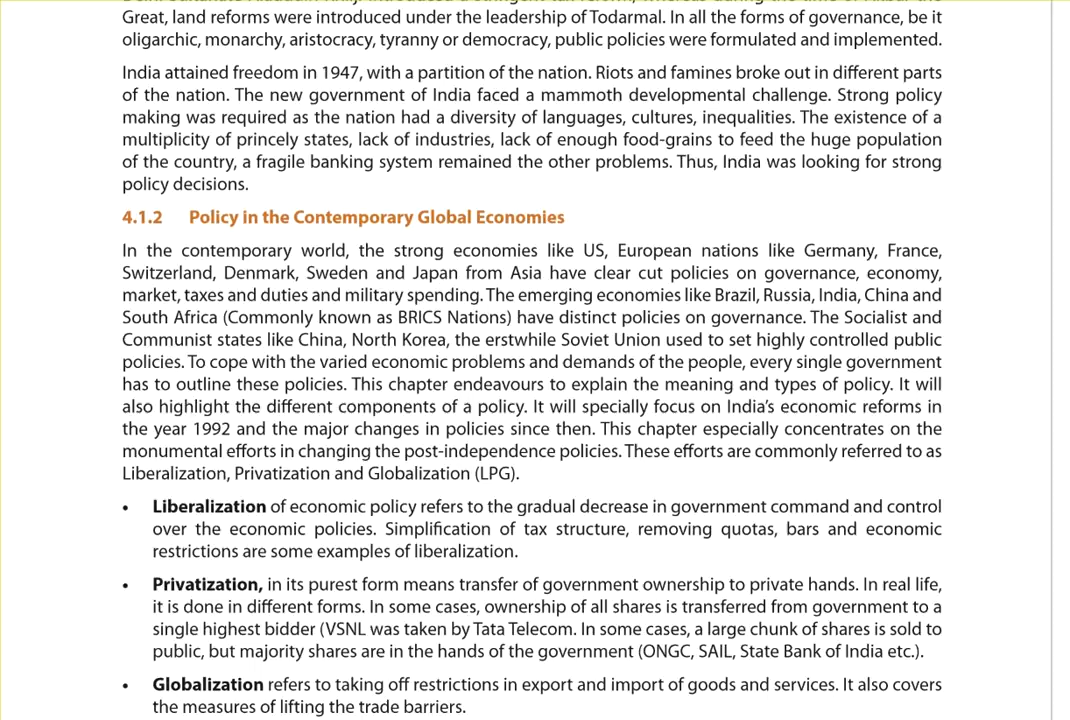 Great, land reforms were introduced under the leadership of Todarmal. In all the forms of governance, be it
oligarchic, monarchy, aristocracy, tyranny or democracy, public policies were formulated and implemented.
India attained freedom in 1947, with a partition of the nation. Riots and famines broke out in different parts
of the nation. The new government of India faced a mammoth developmental challenge. Strong policy
making was required as the nation had a diversity of languages, cultures, inequalities. The existence of a
multiplicity of princely states, lack of industries, lack of enough food-grains to feed the huge population
of the country, a fragile banking system remained the other problems. Thus, India was looking for strong
policy decisions.
4.1.2 Policy in the Contemporary Global Economies
In the contemporary world, the strong economies like US, European nations like Germany, France,
Switzerland, Denmark, Sweden and Japan from Asia have clear cut policies on governance, economy,
market, taxes and duties and military spending. The emerging economies like Brazil, Russia, India, China and
South Africa (Commonly known as BRICS Nations) have distinct policies on governance. The Socialist and
Communist states like China, North Korea, the erstwhile Soviet Union used to set highly controlled public
policies. To cope with the varied economic problems and demands of the people, every single government
has to outline these policies. This chapter endeavours to explain the meaning and types of policy. It will
also highlight the different components of a policy. It will specially focus on India's economic reforms in
the year 1992 and the major changes in policies since then. This chapter especially concentrates on the
monumental efforts in changing the post-independence policies. These efforts are commonly referred to as
Liberalization, Privatization and Globalization (LPG).
• Liberalization of economic policy refers to the gradual decrease in government command and control
over the economic policies. Simplification of tax structure, removing quotas, bars and economic
restrictions are some examples of liberalization.
• Privatization, in its purest form means transfer of government ownership to private hands. In real life,
it is done in different forms. In some cases, ownership of all shares is transferred from government to a
single highest bidder (VSNL was taken by Tata Telecom. In some cases, a large chunk of shares is sold to
public, but majority shares are in the hands of the government (ONGC, SAIL, State Bank of India etc.).
• Globalization refers to taking off restrictions in export and import of goods and services. It also covers
the measures of lifting the trade barriers.